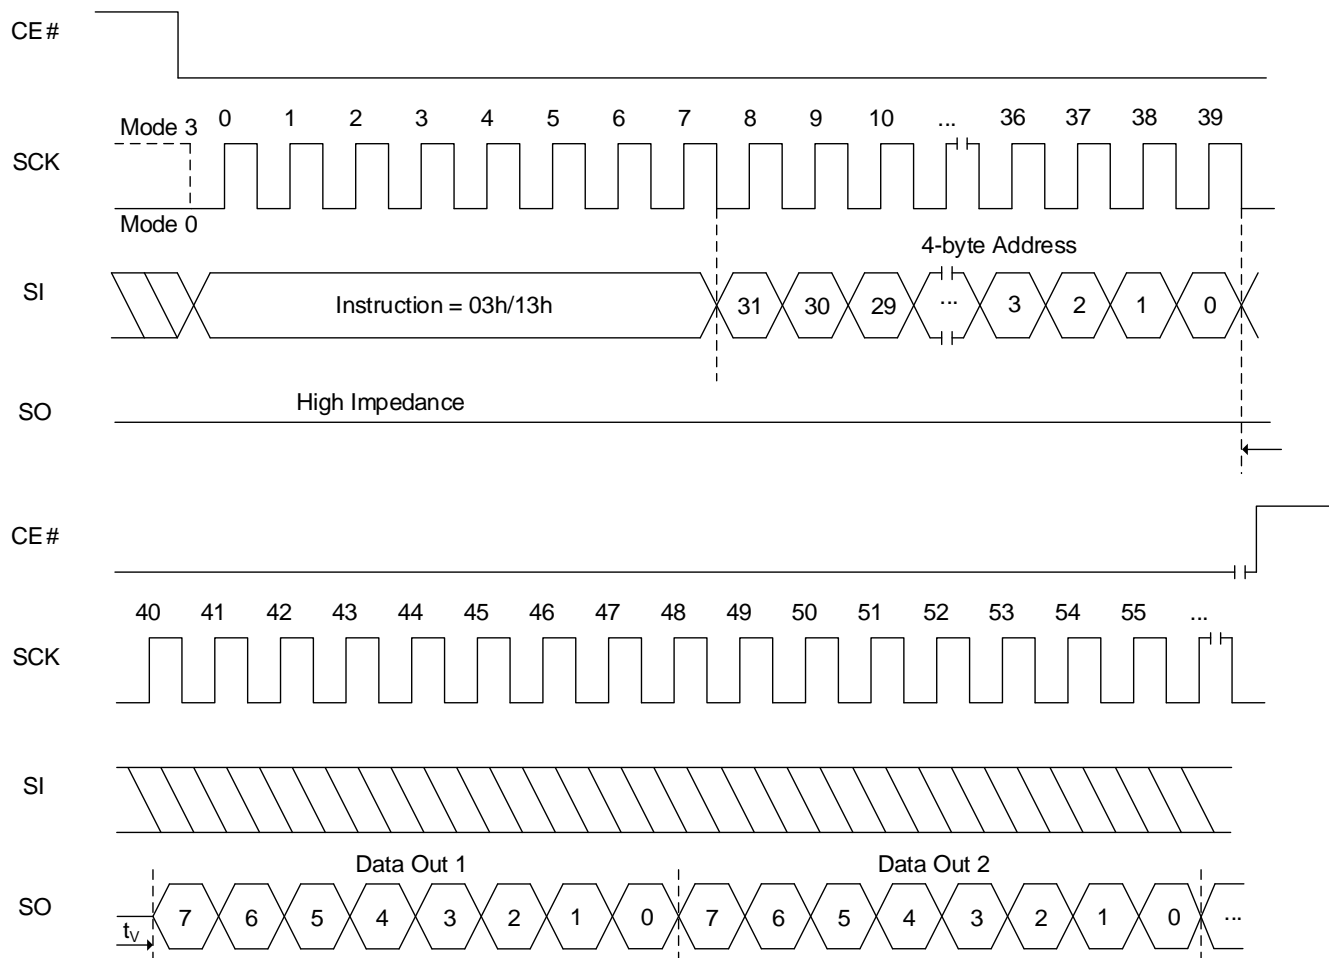 CE#
0 1 2 3 4 5 6 7 8 9 10 ... 36 37 38 39
Mode 3
SCK
Mode 0
4-byte Address
SI
Instruction = 03h/13h
31 30 29 ... 3 2 1 0
High Impedance
SO
CE#
40 41 42 43 44 45 46 47 48 49 50 51 52 53 54 55 ...
SCK
SI
Data Out 1
Data Out 2
SO
7 6 5 4 3 2 1 0 7 6 5 4 3 2 1 0 ...
tV